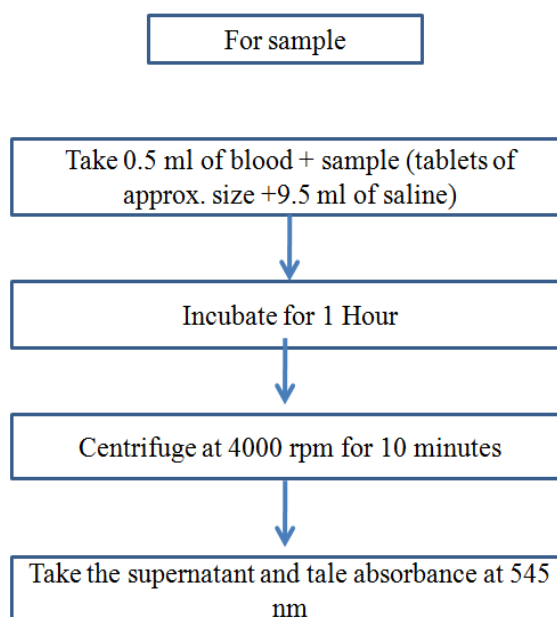 For sample
Take 0.5 ml of blood + sample (tablets of
approx. size +9.5 ml of saline)
Incubate for 1 Hour
Centrifuge at 4000 rpm for 10 minutes
Take the supernatant and tale absorbance at 545
nm